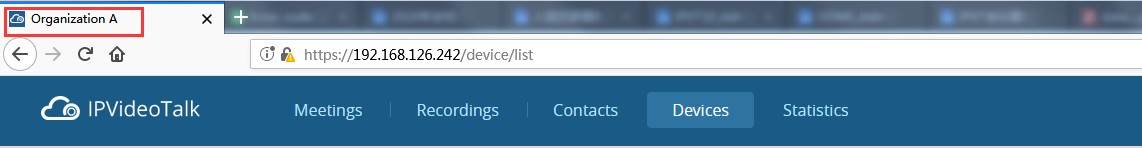 Organization A
https://192.168.126.242/device/list
IPVideoTalk Meetings Recordings Contacts Devices Statistics